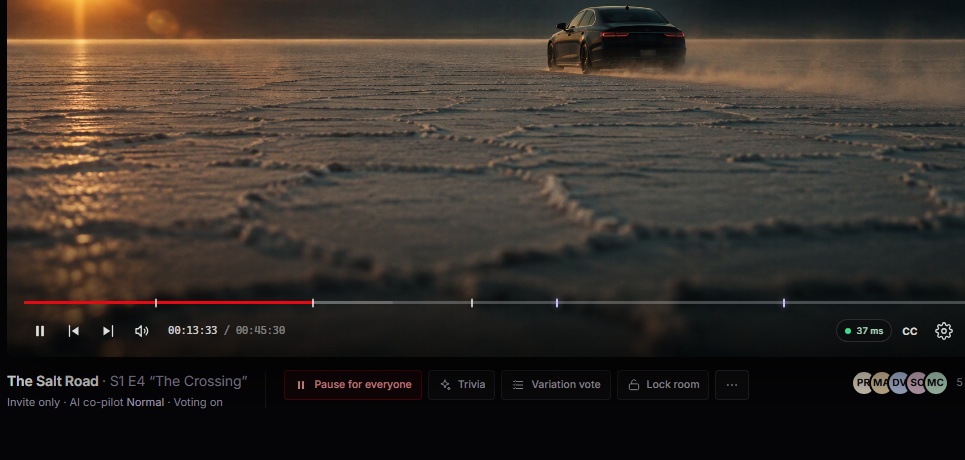 00:13:33 / 00:45:30
37 ms
CC
The Salt Road · S1 E4 “The Crossing”
Invite only · AI co-pilot Normal · Voting on
Pause for everyone
Trivia
Variation vote
Lock room
PR MA DV SC MC 5